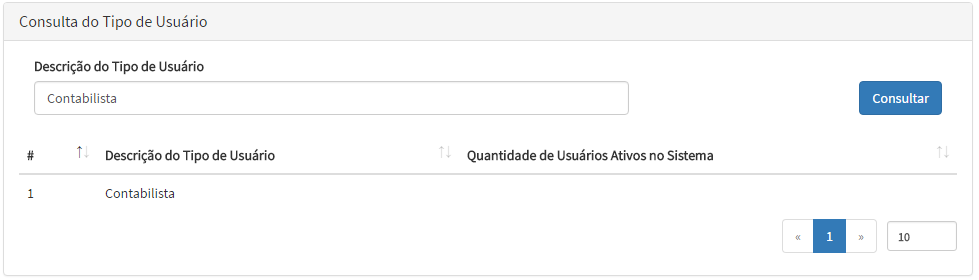 Consulta do Tipo de Usuário
Descrição do Tipo de Usuário
Contabilista
Consultar
# Descrição do Tipo de Usuário Quantidade de Usuários Ativos no Sistema
1 Contabilista
« 1 » 10